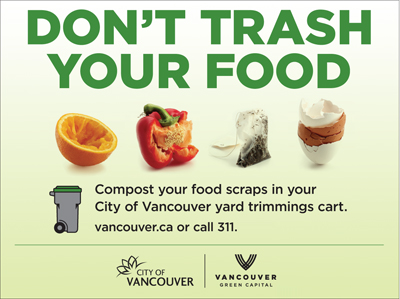 DON'T TRASH
YOUR FOOD
Compost your food scraps in your
City of Vancouver yard trimmings cart.
vancouver.ca or call 311.
CITY OF
VANCOUVER
VANCOUVER
GREEN CAPITAL